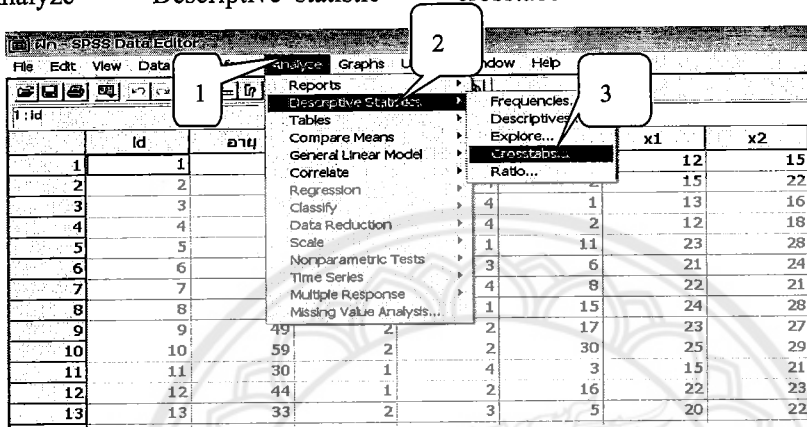 Descriptive statistic
SPSS Data Editor
File Edit View Data Analyze Graphs Help
1 2 3
1 : id
Reports
Descriptive Statistics
Tables
Compare Means
General Linear Model
Correlate
Regression
Classify
Data Reduction
Scale
Nonparametric Tests
Time Series
Multiple Response
Missing Value Analysis...
Frequencies...
Descriptives
Explore...
Crosstabs...
Ratio...
id อายุ x1 x2
1 1 12 15
2 2 2 15 22
3 3 4 1 13 16
4 4 4 2 12 18
5 5 1 11 23 28
6 6 3 6 21 24
7 7 4 8 22 21
8 8 1 15 24 28
9 9 49 2 2 17 23 27
10 10 59 2 2 30 25 29
11 11 30 1 4 3 15 21
12 12 44 1 2 16 22 23
13 13 33 2 3 5 20 22